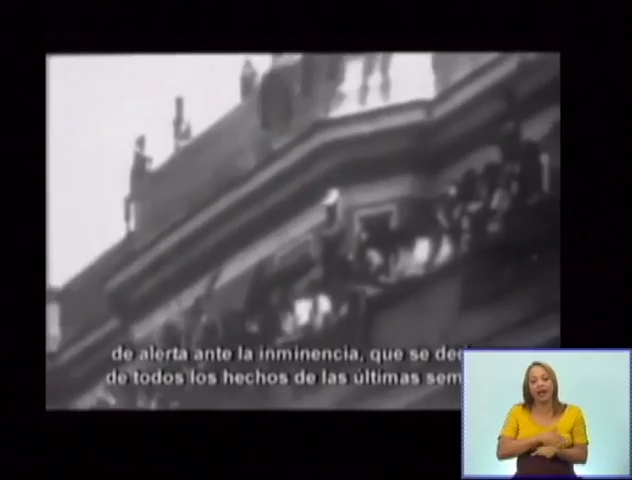 de alerta ante la inminencia, que se
de todos los hechos de las últimas